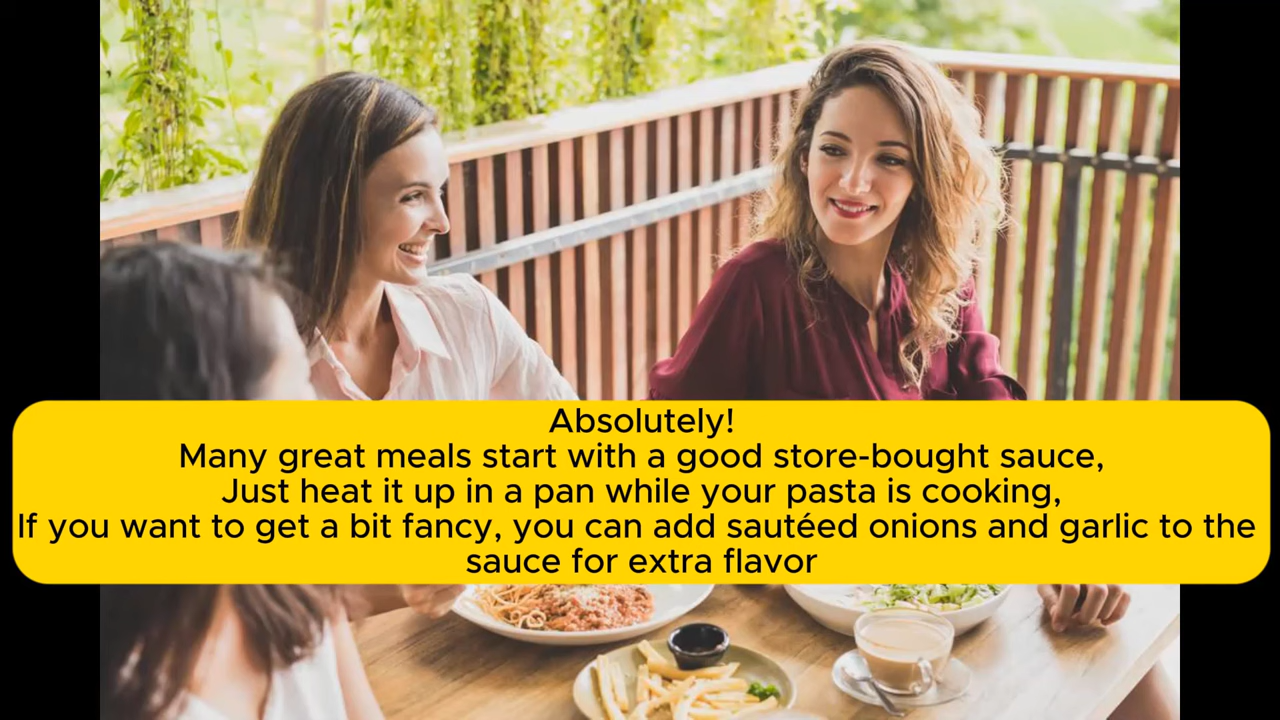 Absolutely!
Many great meals start with a good store-bought sauce,
Just heat it up in a pan while your pasta is cooking,
If you want to get a bit fancy, you can add sautéed onions and garlic to the
sauce for extra flavor